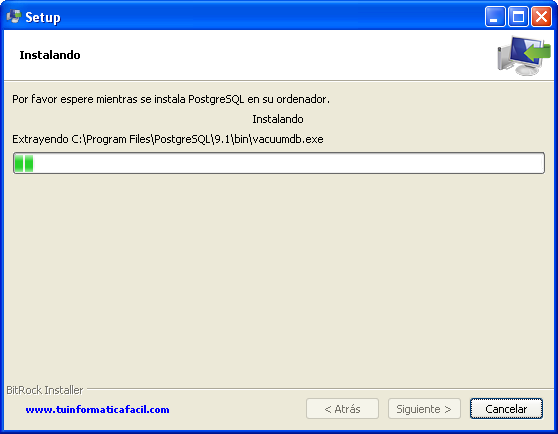 Setup
Instalando
Por favor espere mientras se instala PostgreSQL en su ordenador.
Instalando
Extrayendo C:\Program Files\PostgreSQL\9.1\bin\vacuumdb.exe
BitRock Installer
www.tuinformaticafacil.com
< Atrás
Siguiente >
Cancelar